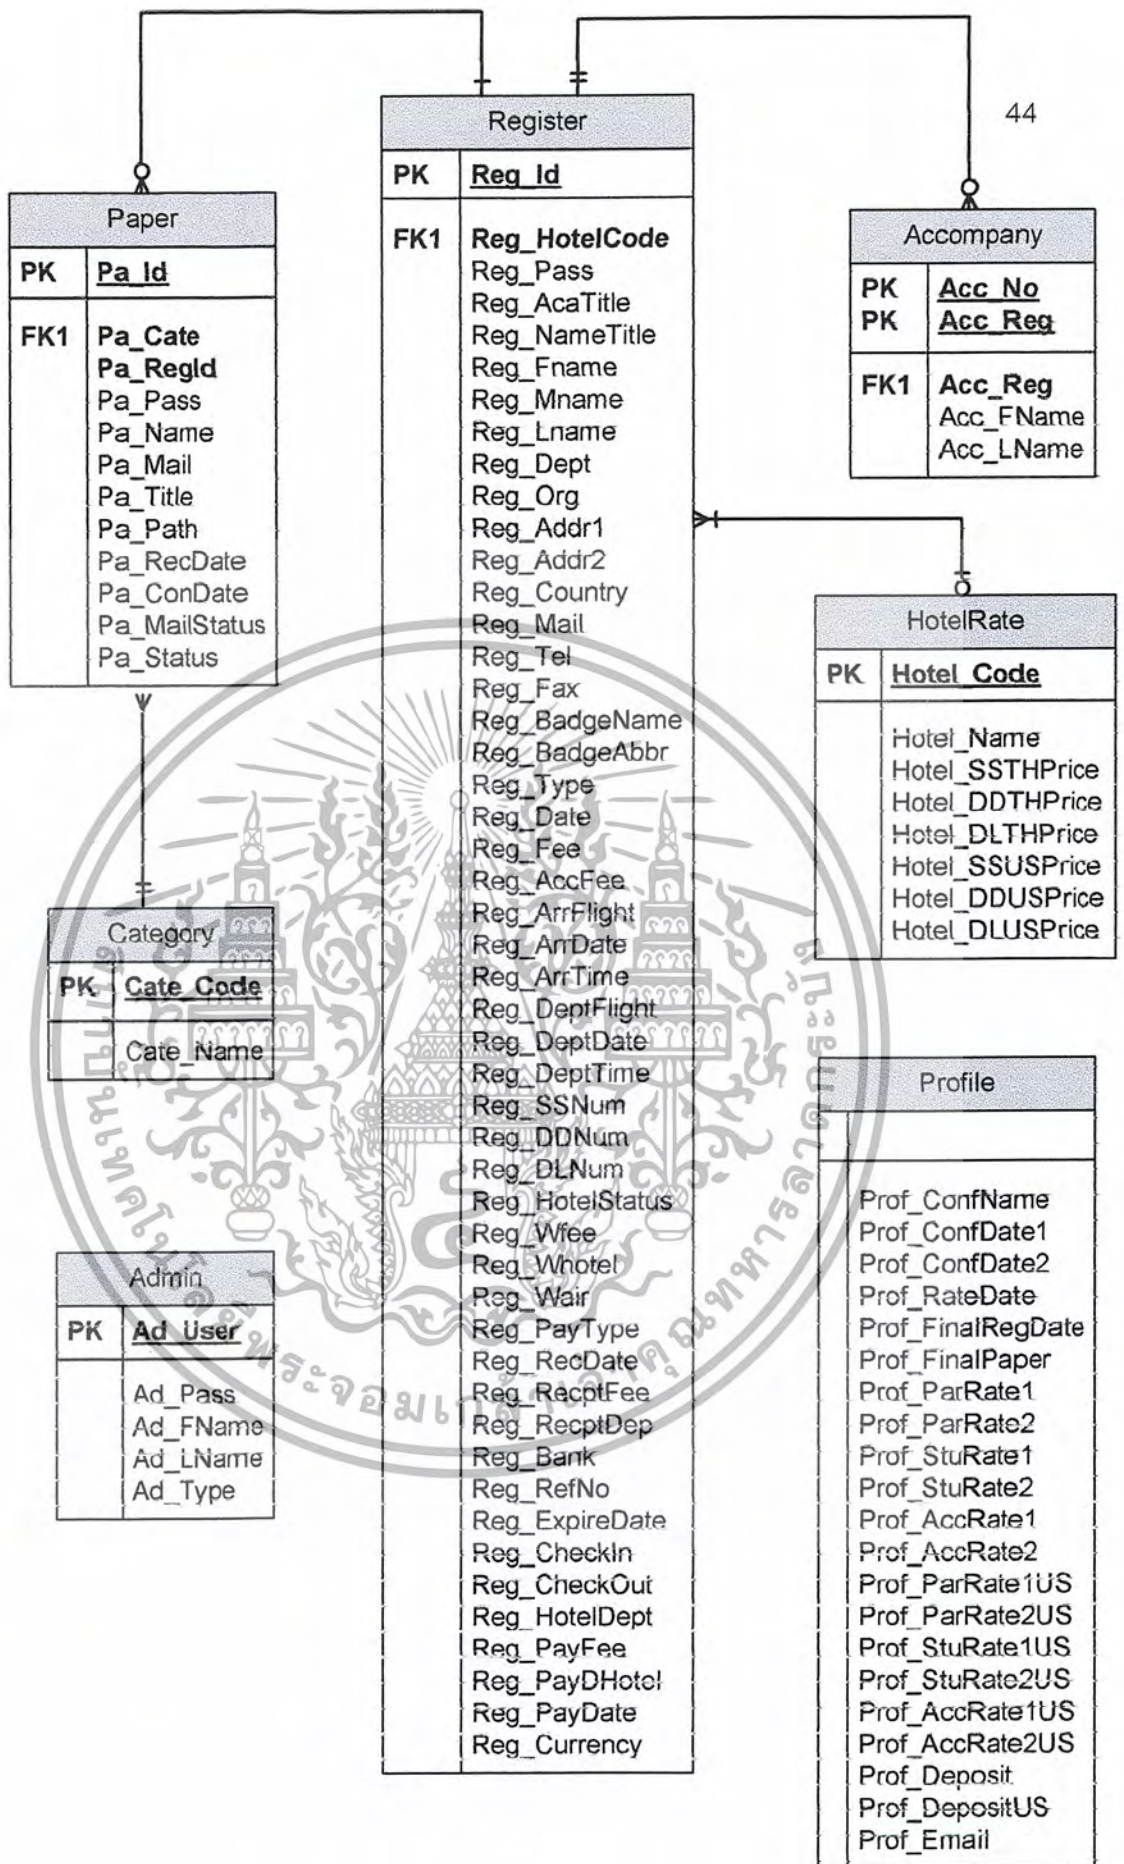 44
Register
PK Reg_Id
FK1 Reg_HotelCode
Reg_Pass
Reg_AcaTitle
Reg_NameTitle
Reg_Fname
Reg_Mname
Reg_Lname
Reg_Dept
Reg_Org
Reg_Addr1
Reg_Addr2
Reg_Country
Reg_Mail
Reg_Tel
Reg_Fax
Reg_BadgeName
Reg_BadgeAbbr
Reg_Type
Reg_Date
Reg_Fee
Reg_AccFee
Reg_ArrFlight
Reg_ArrDate
Reg_ArrTime
Reg_DeptFlight
Reg_DeptDate
Reg_DeptTime
Reg_SSNum
Reg_DDNum
Reg_DLNum
Reg_HotelStatus
Reg_Wfee
Reg_Whotel
Reg_Wair
Reg_PayType
Reg_RecDate
Reg_RecptFee
Reg_RecptDep
Reg_Bank
Reg_RefNo
Reg_ExpireDate
Reg_CheckIn
Reg_CheckOut
Reg_HotelDept
Reg_PayFee
Reg_PayDHotel
Reg_PayDate
Reg_Currency
Paper
PK Pa_Id
FK1 Pa_Cate
Pa_RegId
Pa_Pass
Pa_Name
Pa_Mail
Pa_Title
Pa_Path
Pa_RecDate
Pa_ConDate
Pa_MailStatus
Pa_Status
Accompany
PK Acc_No
PK Acc_Reg
FK1 Acc_Reg
Acc_FName
Acc_LName
HotelRate
PK Hotel_Code
Hotel_Name
Hotel_SSTHPrice
Hotel_DDTHPrice
Hotel_DLTHPrice
Hotel_SSUSPrice
Hotel_DDUSPrice
Hotel_DLUSPrice
Category
PK Cate_Code
Cate_Name
Admin
PK Ad_User
Ad_Pass
Ad_FName
Ad_LName
Ad_Type
Profile
Prof_ConfName
Prof_ConfDate1
Prof_ConfDate2
Prof_RateDate
Prof_FinalRegDate
Prof_FinalPaper
Prof_ParRate1
Prof_ParRate2
Prof_StuRate1
Prof_StuRate2
Prof_AccRate1
Prof_AccRate2
Prof_ParRate1US
Prof_ParRate2US
Prof_StuRate1US
Prof_StuRate2US
Prof_AccRate1US
Prof_AccRate2US
Prof_Deposit
Prof_DepositUS
Prof_Email